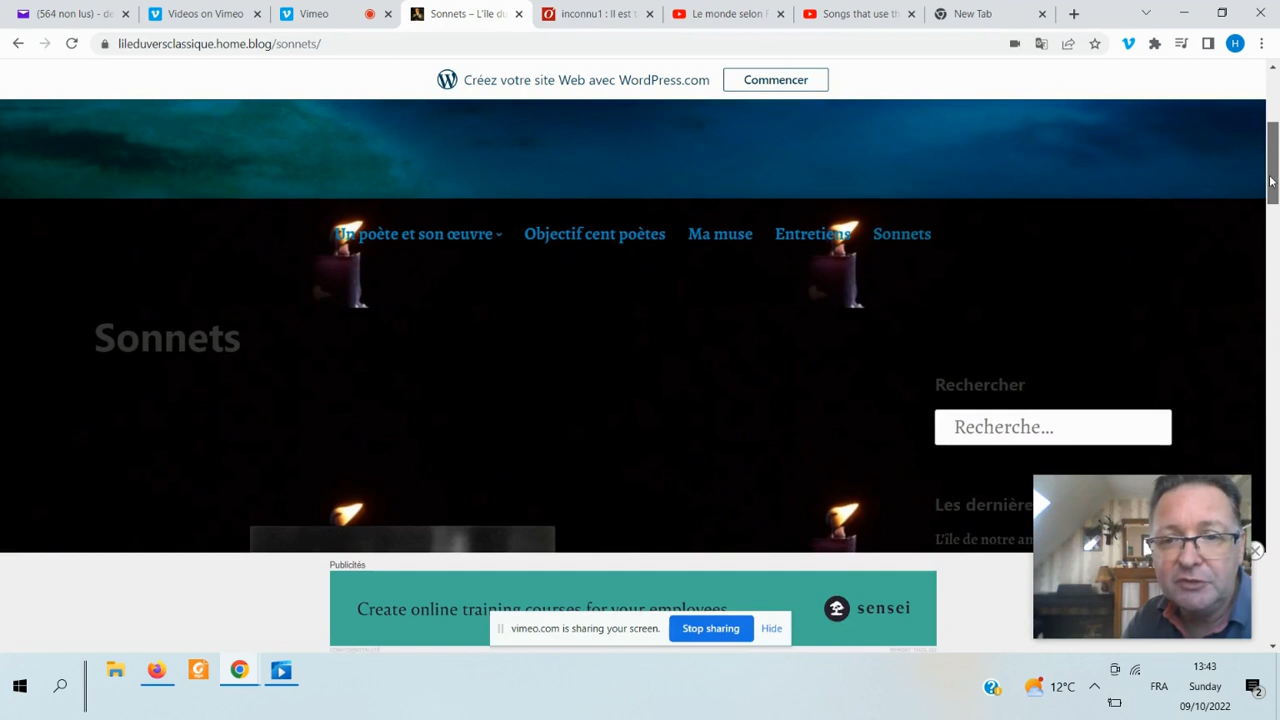 (564 non lus) - de
Videos on Vimeo
Vimeo
Sonnets – L'île du
inconnu1 : Il est t
Le monde selon F
Songs that use th
New Tab
lileduversclassique.home.blog/sonnets/
H
Créez votre site Web avec WordPress.com
Commencer
Un poète et son œuvre
Objectif cent poètes
Ma muse
Entretiens
Sonnets
Sonnets
Rechercher
Recherche...
Les dernière
L'île de notre am
Publicités
Create online training courses for your employees
sensei
vimeo.com is sharing your screen.
Stop sharing
Hide
13:43
12°C
FRA
Sunday
09/10/2022
2